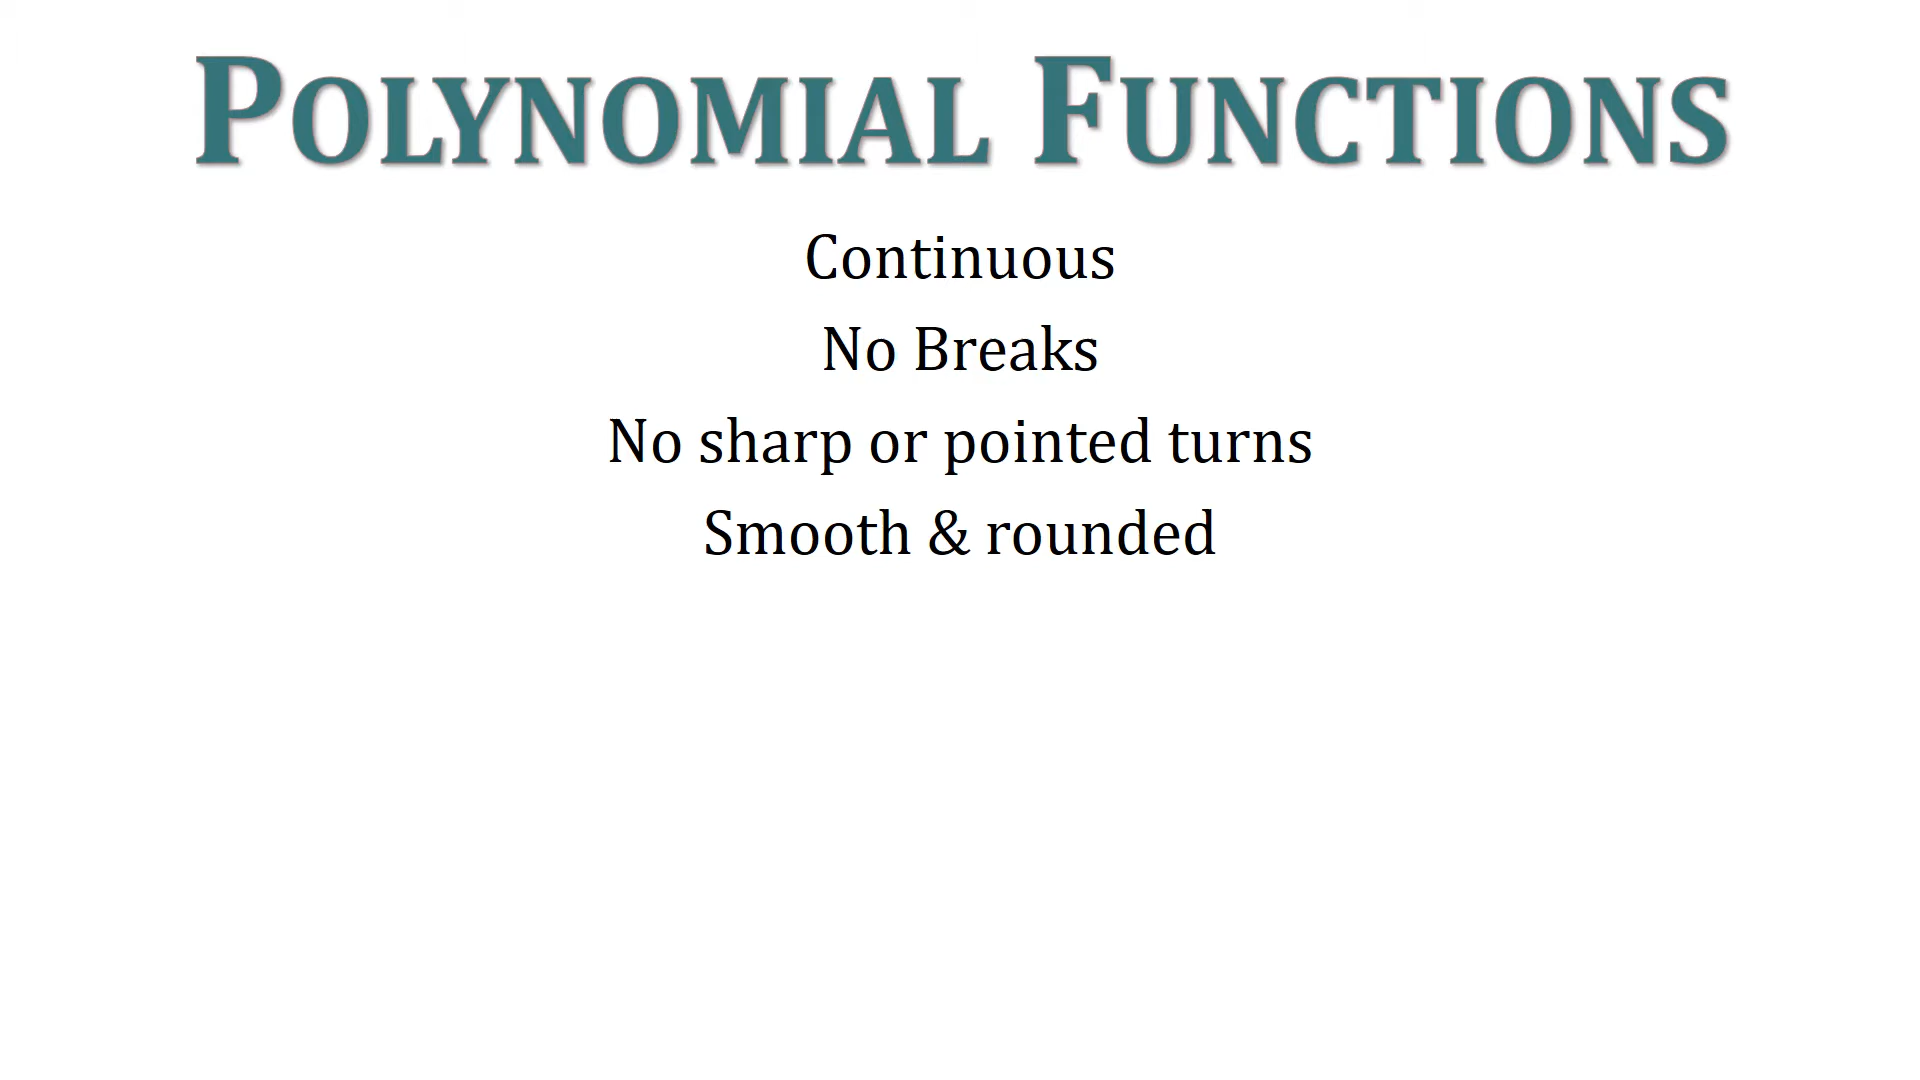 Polynomial Functions
Continuous
No Breaks
No sharp or pointed turns
Smooth & rounded